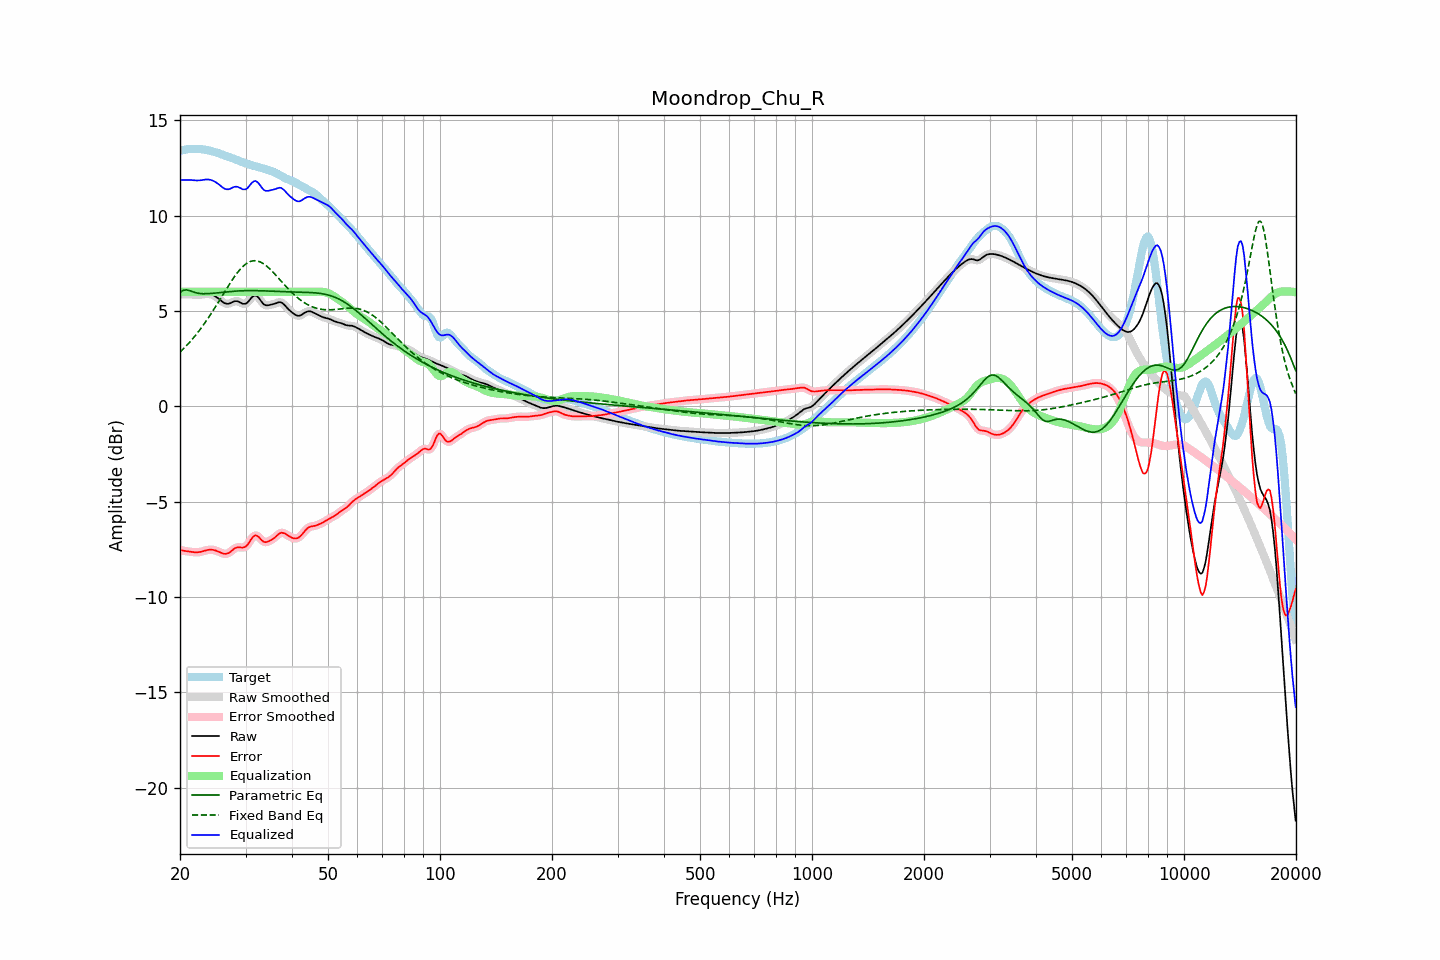 Moondrop_Chu_R
Amplitude (dBr)
15
10
5
0
−5
−10
−15
−20
Target
Raw Smoothed
Error Smoothed
Raw
Error
Equalization
Parametric Eq
Fixed Band Eq
Equalized
20 50 100 200 500 1000 2000 5000 10000 20000
Frequency (Hz)